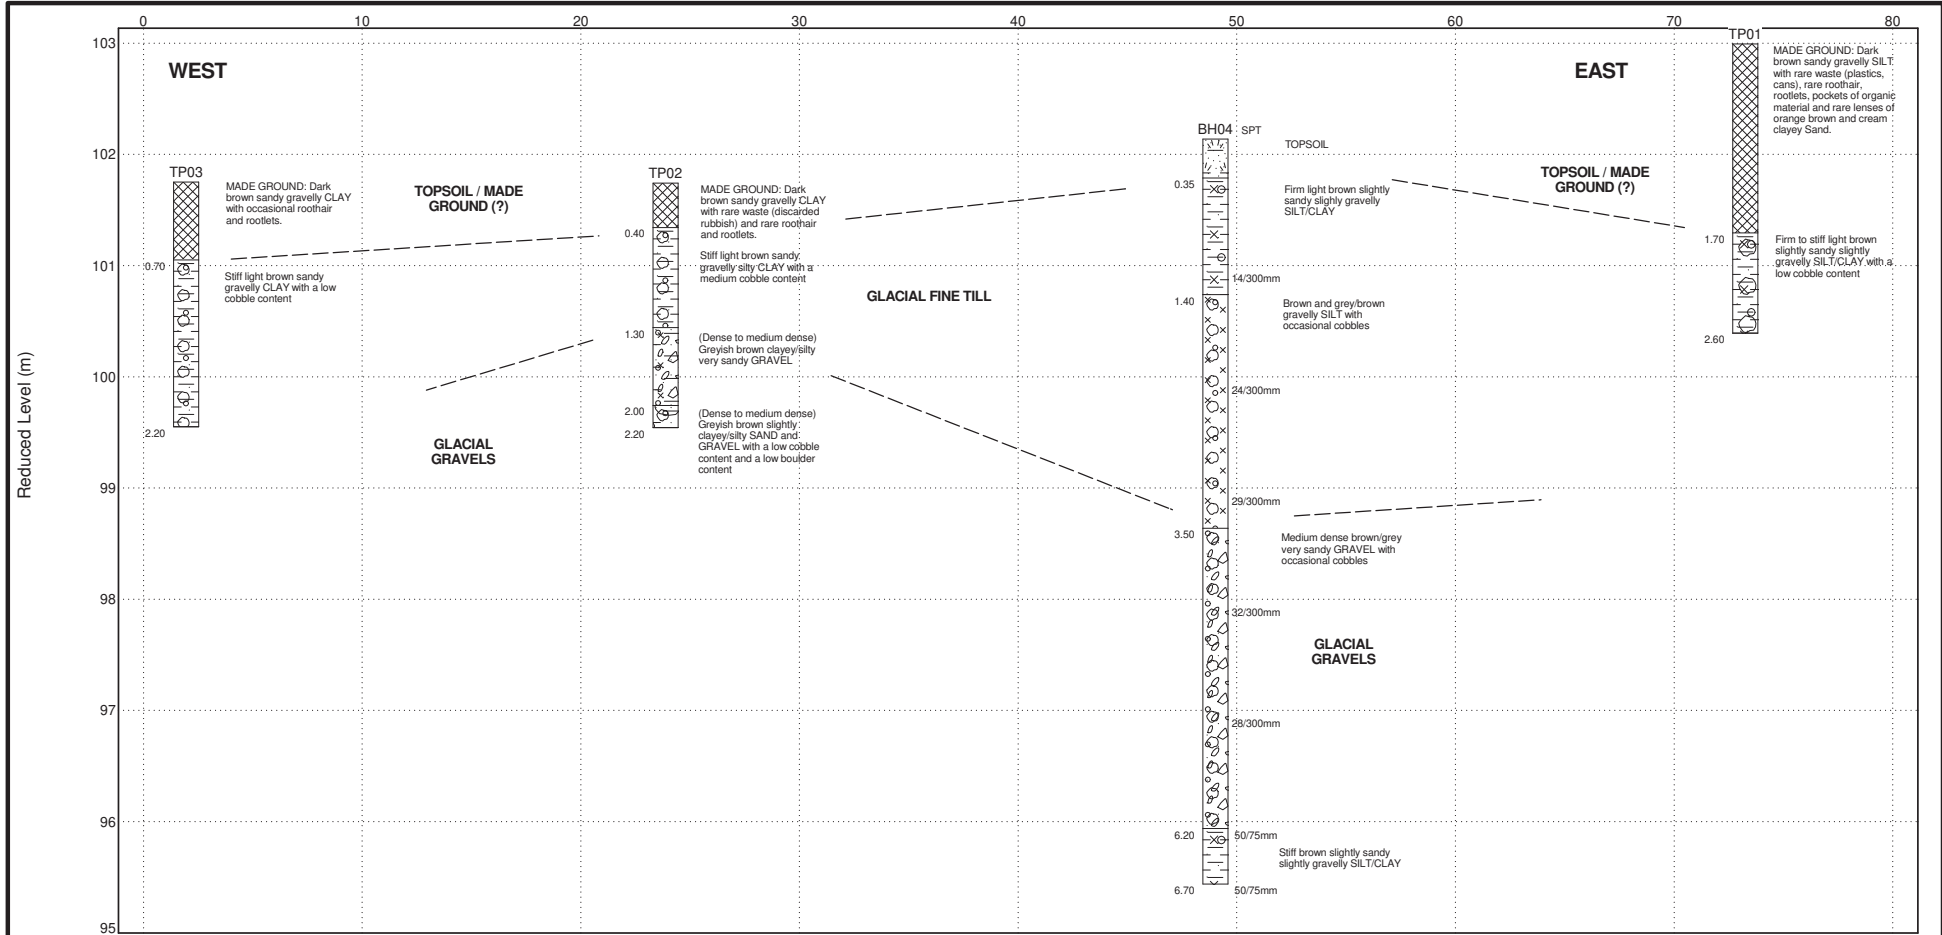 0 10 20 30 40 50 60 70 80
103
102
101
100
99
98
97
96
95
Reduced Level (m)
WEST
EAST
TP03
0.70
2.20
MADE GROUND: Dark
brown sandy gravelly CLAY
with occasional roothair
and rootlets.
Stiff light brown sandy
gravelly CLAY with a low
cobble content
TOPSOIL / MADE
GROUND (?)
GLACIAL
GRAVELS
TP02
0.40
1.30
2.00
2.20
MADE GROUND: Dark
brown sandy gravelly CLAY
with rare waste (discarded
rubbish) and rare roothair
and rootlets.
Stiff light brown sandy
gravelly silty CLAY with a
medium cobble content
(Dense to medium dense)
Greyish brown clayey/silty
very sandy GRAVEL
(Dense to medium dense)
Greyish brown slightly
clayey/silty SAND and
GRAVEL with a low cobble
content and a low boulder
content
GLACIAL FINE TILL
BH04 SPT
0.35
1.40
3.50
6.20
6.70
14/300mm
24/300mm
29/300mm
32/300mm
28/300mm
50/75mm
50/75mm
TOPSOIL
Firm light brown slightly
sandy slighly gravelly
SILT/CLAY
Brown and grey/brown
gravelly SILT with
occasional cobbles
Medium dense brown/grey
very sandy GRAVEL with
occasional cobbles
GLACIAL
GRAVELS
Stiff brown slightly sandy
slightly gravelly SILT/CLAY
TOPSOIL / MADE
GROUND (?)
TP01
1.70
2.60
MADE GROUND: Dark
brown sandy gravelly SILT
with rare waste (plastics,
cans), rare roothair,
rootlets, pockets of organic
material and rare lenses of
orange brown and cream
clayey Sand.
Firm to stiff light brown
slightly sandy slightly
gravelly SILT/CLAY with a
low cobble content